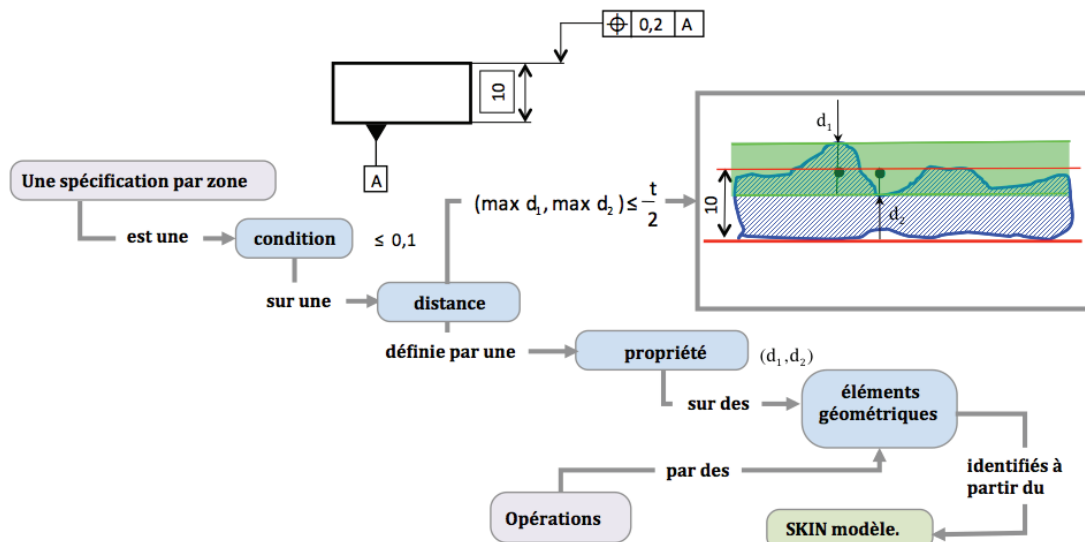 ⌖ 0,2 A
10
A
Une spécification par zone
est une
condition
≤ 0,1
sur une
distance
(max d₁, max d₂) ≤ t/2
10
d₁
d₂
définie par une
propriété
(d₁,d₂)
sur des
éléments
géométriques
par des
Opérations
identifiés à
partir du
SKIN modèle.